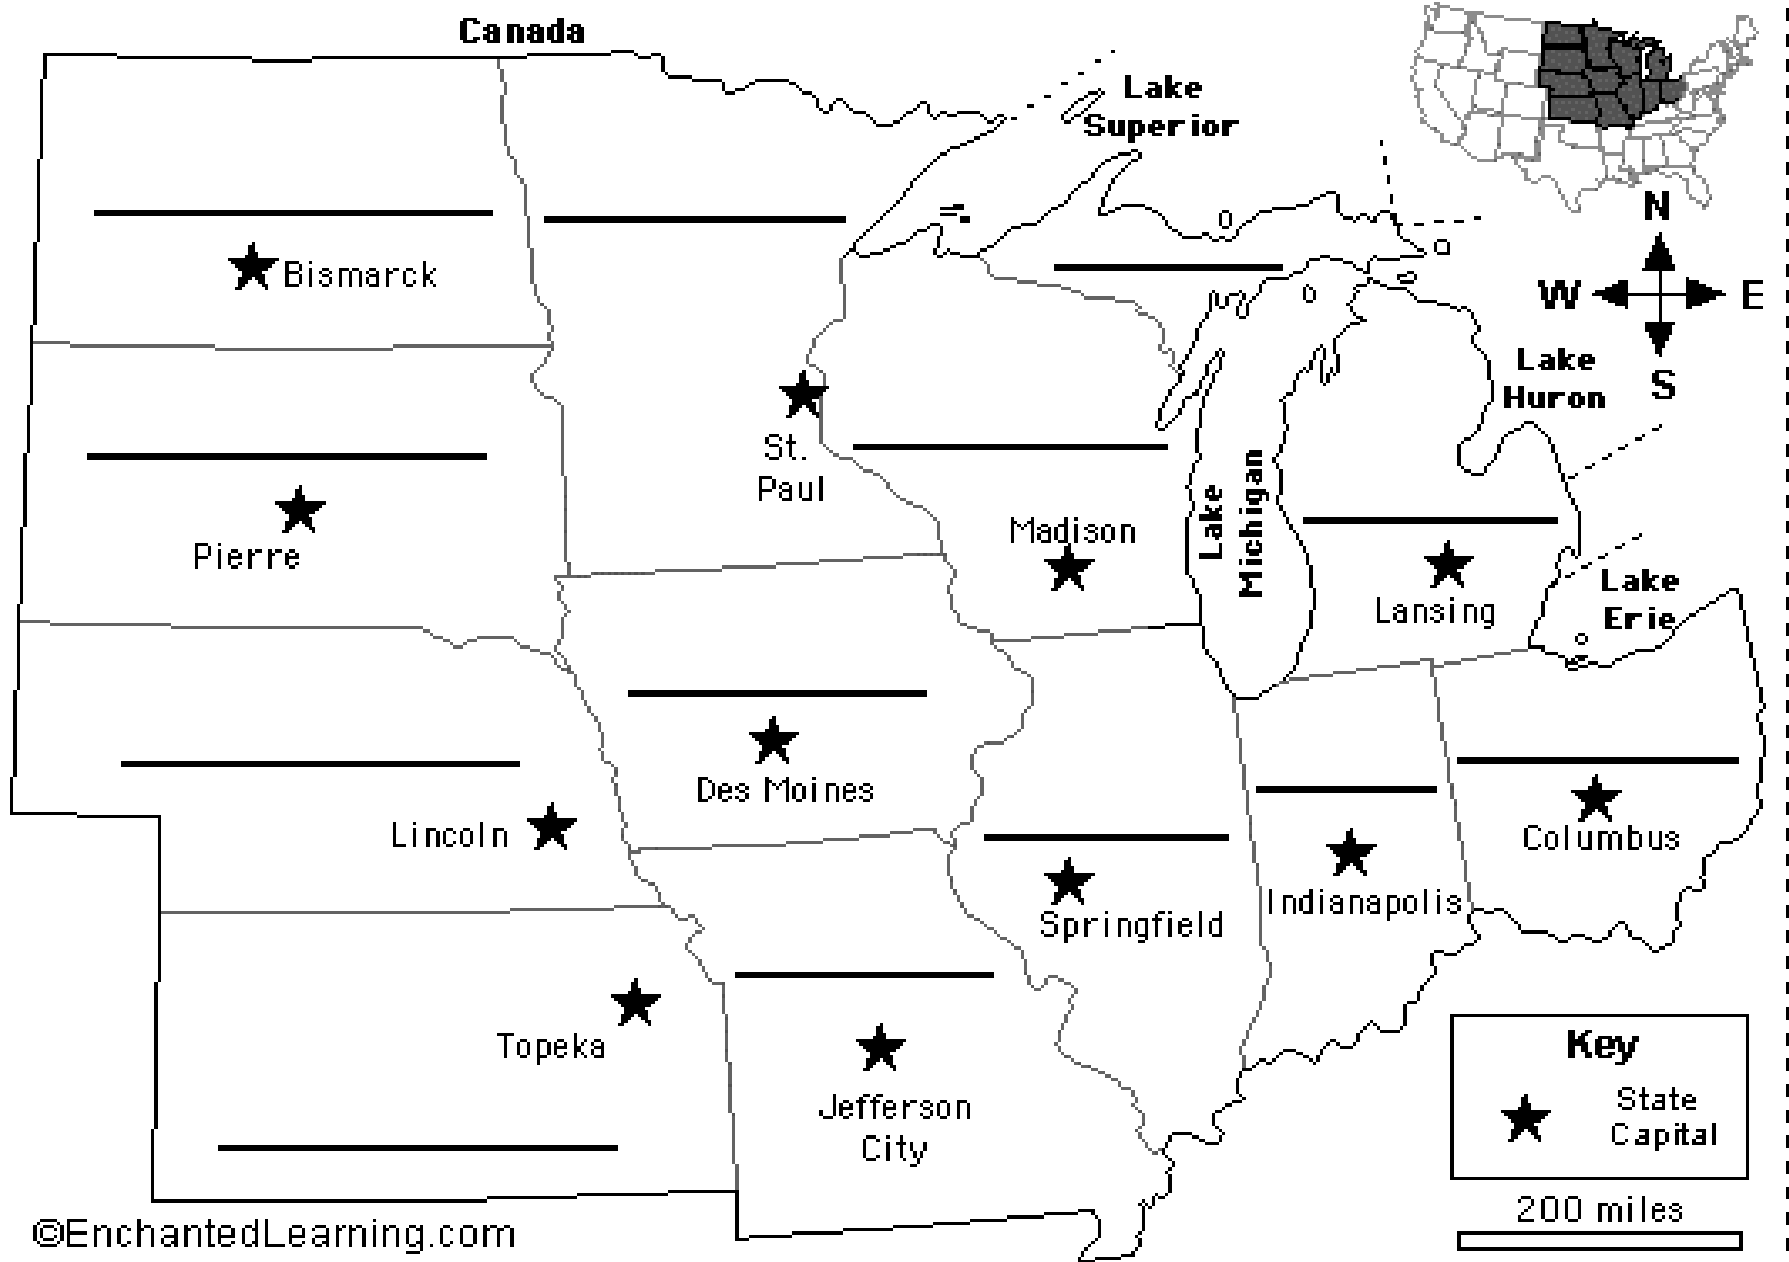 Canada
Lake
Superior
N
W
E
S
Bismarck
Lake
Huron
St.
Paul
Lake
Michigan
Madison
Pierre
Lansing
Lake
Erie
Des Moines
Lincoln
Columbus
Indianapolis
Springfield
Topeka
Jefferson
City
Key
State
Capital
200 miles
©EnchantedLearning.com